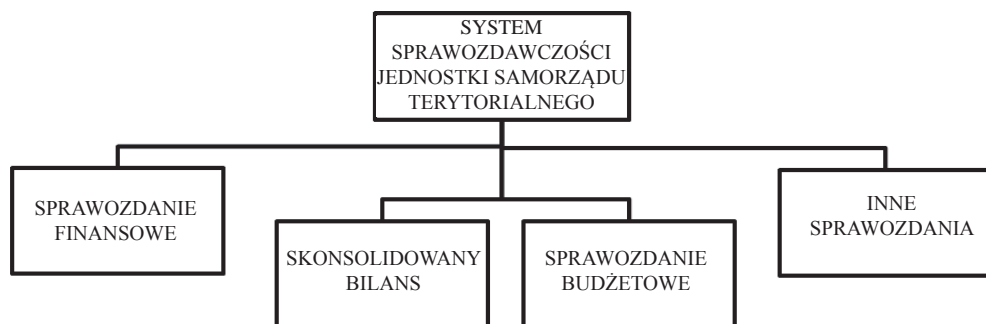 SYSTEM
SPRAWOZDAWCZOŚCI
JEDNOSTKI SAMORZĄDU
TERYTORIALNEGO
SPRAWOZDANIE
FINANSOWE
SKONSOLIDOWANY
BILANS
SPRAWOZDANIE
BUDŻETOWE
INNE
SPRAWOZDANIA